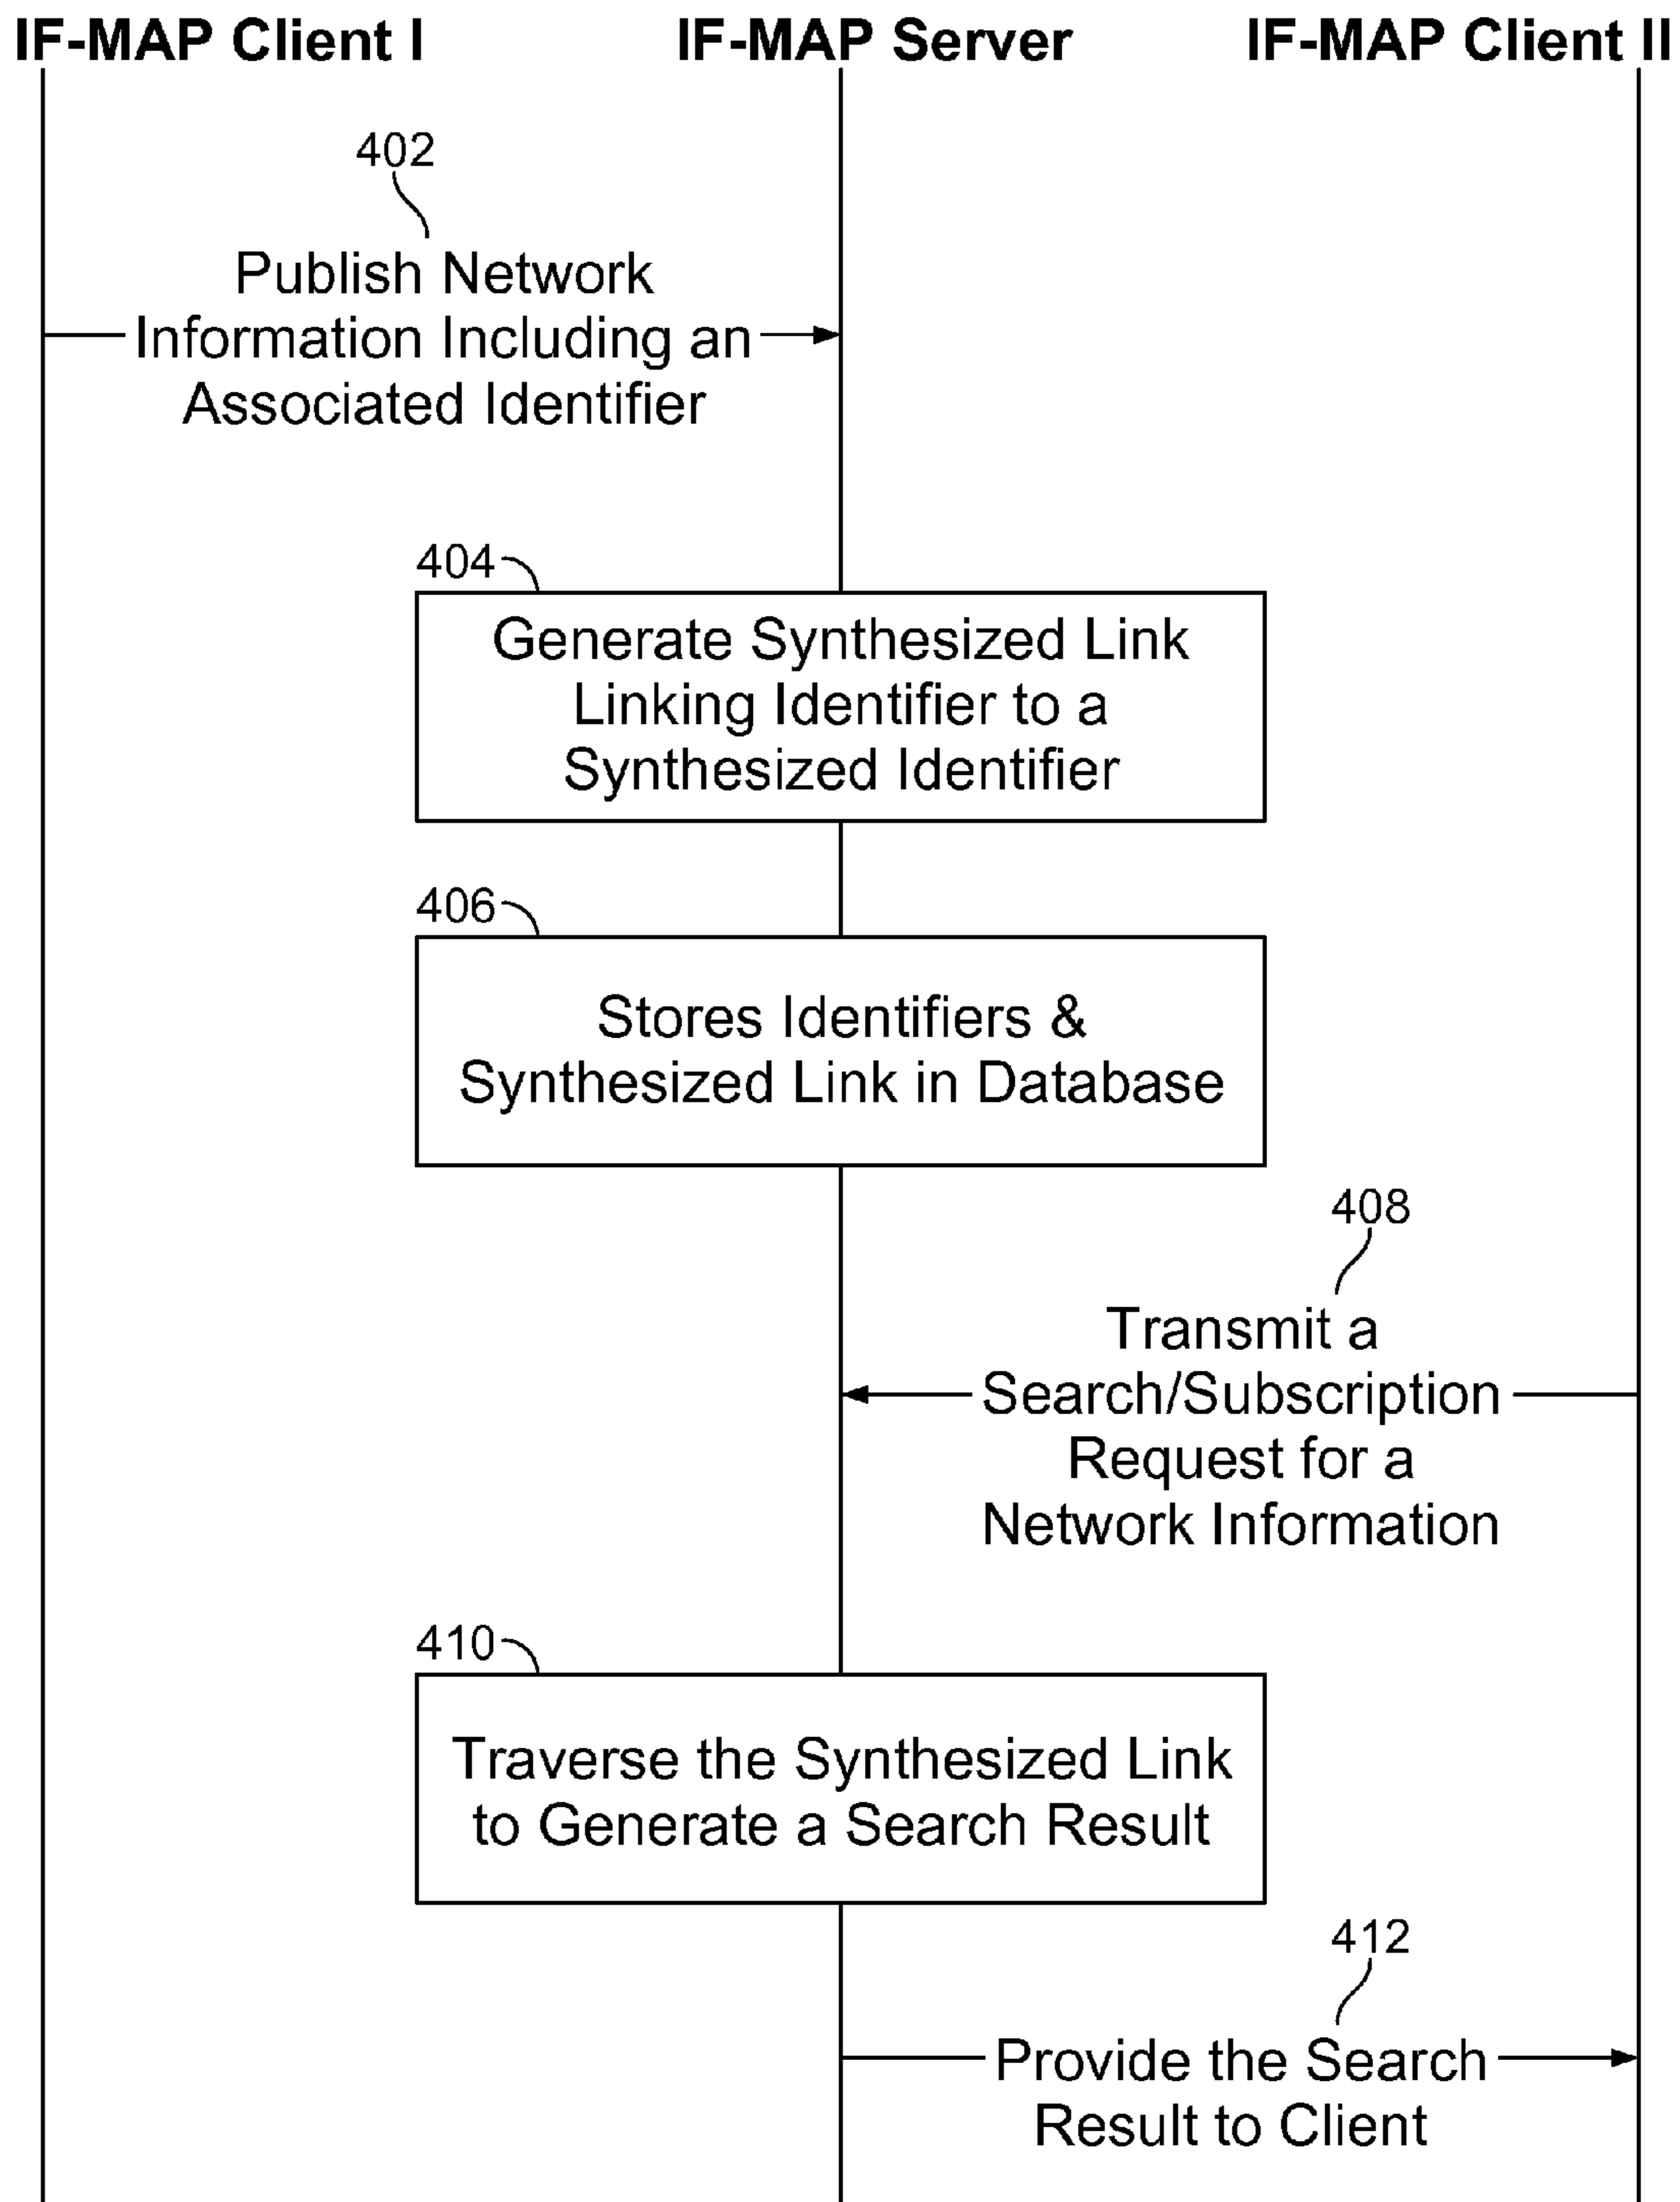 IF-MAP Client I
IF-MAP Server
IF-MAP Client II
402
Publish Network
Information Including an
Associated Identifier
404
Generate Synthesized Link
Linking Identifier to a
Synthesized Identifier
406
Stores Identifiers &
Synthesized Link in Database
408
Transmit a
Search/Subscription
Request for a
Network Information
410
Traverse the Synthesized Link
to Generate a Search Result
412
Provide the Search
Result to Client